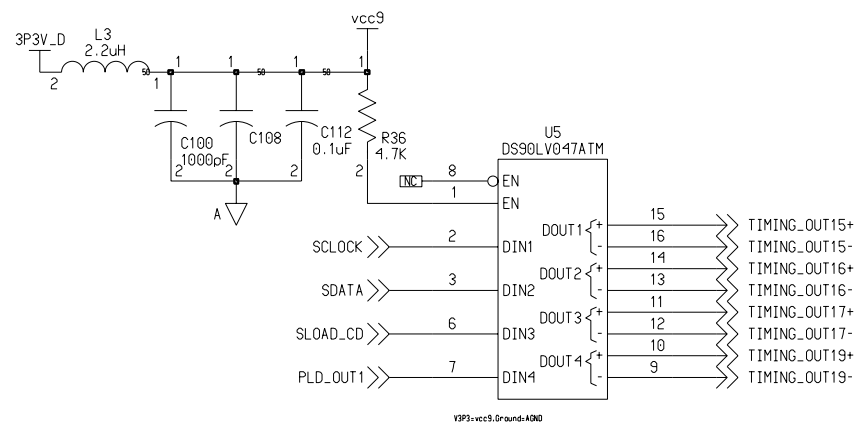 vcc9
3P3V_D
L3
2.2uH
1
1
1
1
50
50
50
2
1
C100
1000pF
C108
C112
0.1uF
R36
4.7K
2
2
2
2
A
U5
DS90LV047ATM
NC
8
EN
1
EN
SCLOCK
2
DIN1
SDATA
3
DIN2
SLOAD_CD
6
DIN3
PLD_OUT1
7
DIN4
DOUT1
+
15
TIMING_OUT15+
-
16
TIMING_OUT15-
DOUT2
+
14
TIMING_OUT16+
-
13
TIMING_OUT16-
DOUT3
+
11
TIMING_OUT17+
-
12
TIMING_OUT17-
DOUT4
+
10
TIMING_OUT19+
-
9
TIMING_OUT19-
V3P3=vcc9,Ground=AGND